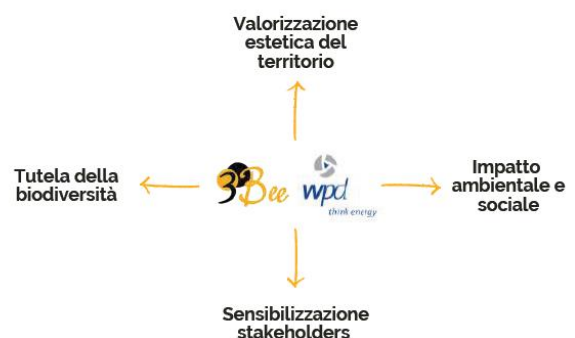 Valorizzazione
estetica del
territorio
Tutela della
biodiversità
3Bee
wpd
think energy
Impatto
ambientale e
sociale
Sensibilizzazione
stakeholders